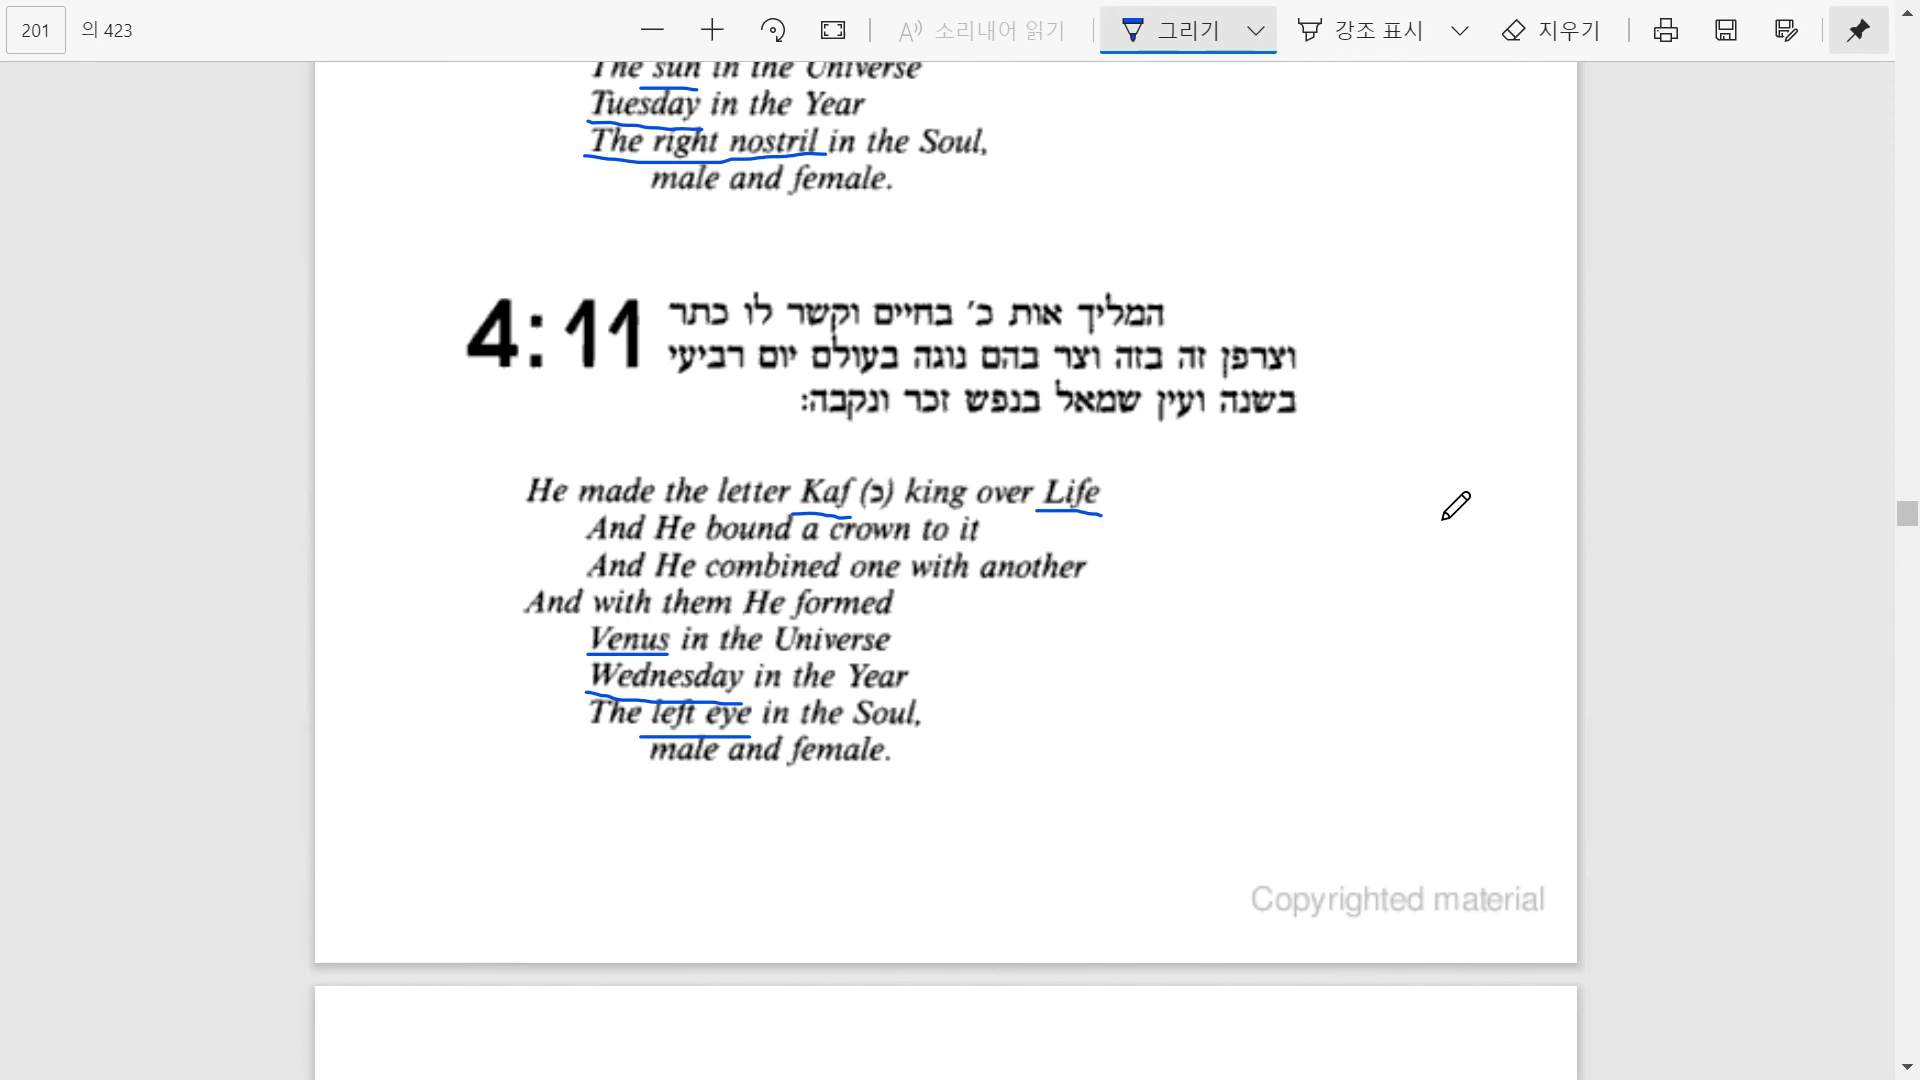 201 의 423 A⁾⁾ 소리내어 읽기 그리기 강조 표시 지우기
The sun in the Universe
Tuesday in the Year
The right nostril in the Soul,
male and female.
4:11
המליך אות כ׳ בחיים וקשר לו כתר
וצרפן זה בזה וצר בהם נוגה בעולם יום רביעי
בשנה ועין שמאל בנפש זכר ונקבה:
He made the letter Kaf (כ) king over Life
And He bound a crown to it
And He combined one with another
And with them He formed
Venus in the Universe
Wednesday in the Year
The left eye in the Soul,
male and female.
Copyrighted material